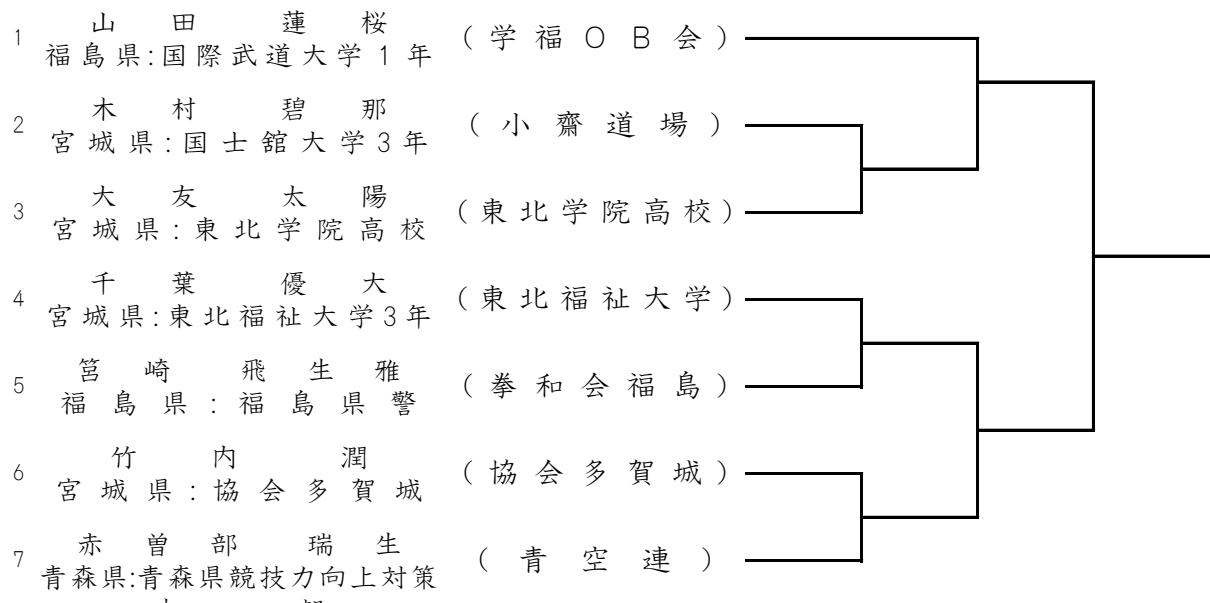 1 山田 蓮桜 (学福OB会)
福島県:国際武道大学1年
2 木村 碧那 (小齋道場)
宮城県:国士舘大学3年
3 大友 太陽 (東北学院高校)
宮城県:東北学院高校
4 千葉 優大 (東北福祉大学)
宮城県:東北福祉大学3年
5 筥崎 飛生雅 (拳和会福島)
福島県:福島県警
6 竹内 潤 (協会多賀城)
宮城県:協会多賀城
7 赤曽部 瑞生 (青空連)
青森県:青森県競技力向上対策